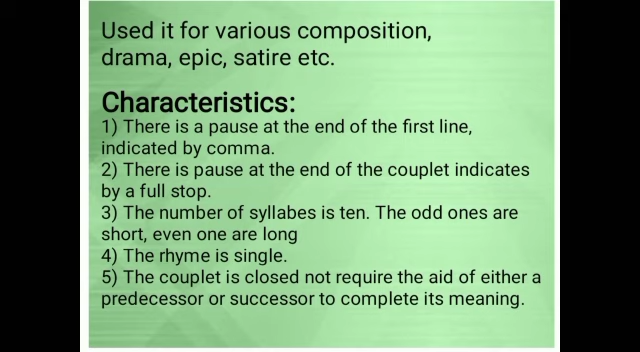 Used it for various composition,
drama, epic, satire etc.
Characteristics:
1) There is a pause at the end of the first line,
indicated by comma.
2) There is pause at the end of the couplet indicates
by a full stop.
3) The number of syllabes is ten. The odd ones are
short, even one are long
4) The rhyme is single.
5) The couplet is closed not require the aid of either a
predecessor or successor to complete its meaning.